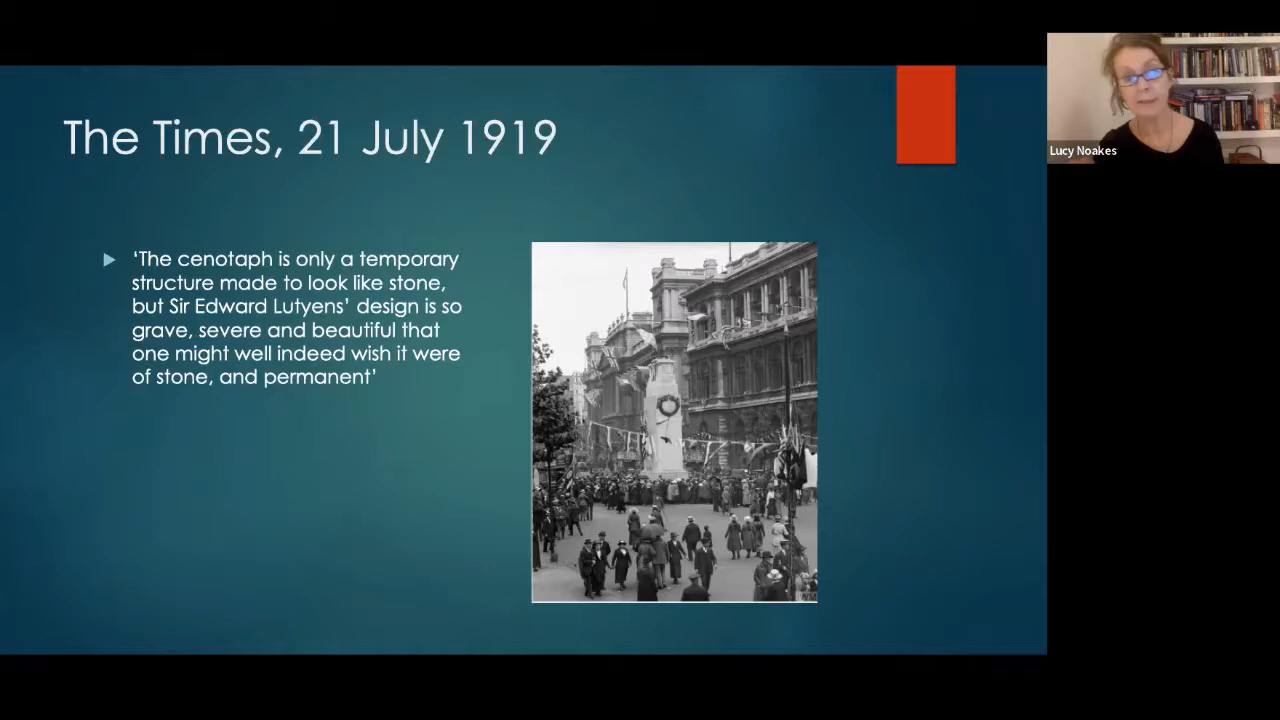 The Times, 21 July 1919
‘The cenotaph is only a temporary
structure made to look like stone,
but Sir Edward Lutyens’ design is so
grave, severe and beautiful that
one might well indeed wish it were
of stone, and permanent’
Lucy Noakes